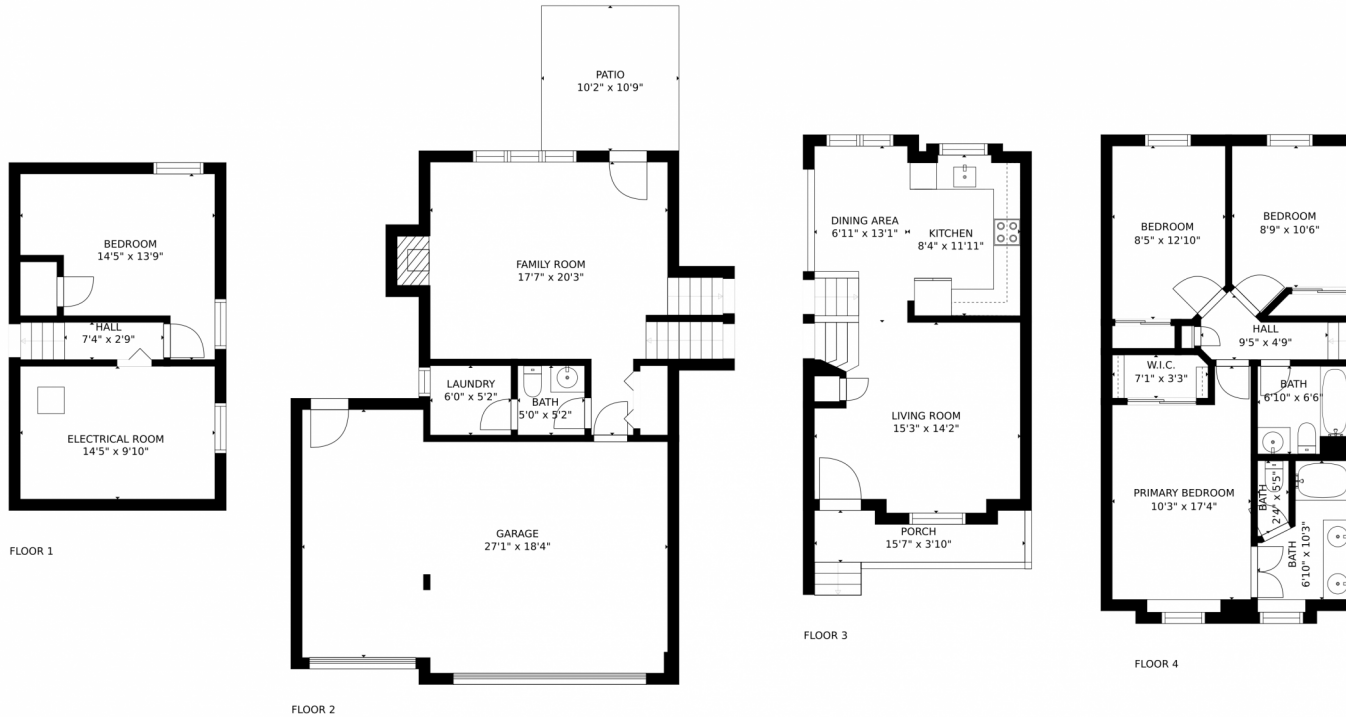 BEDROOM
14'5" x 13'9"
HALL
7'4" x 2'9"
ELECTRICAL ROOM
14'5" x 9'10"
FLOOR 1
PATIO
10'2" x 10'9"
FAMILY ROOM
17'7" x 20'3"
LAUNDRY
6'0" x 5'2"
BATH
5'0" x 5'2"
GARAGE
27'1" x 18'4"
FLOOR 2
DINING AREA
6'11" x 13'1"
KITCHEN
8'4" x 11'11"
LIVING ROOM
15'3" x 14'2"
PORCH
15'7" x 3'10"
FLOOR 3
BEDROOM
8'5" x 12'10"
BEDROOM
8'9" x 10'6"
HALL
9'5" x 4'9"
W.I.C.
7'1" x 3'3"
BATH
6'10" x 6'6"
PRIMARY BEDROOM
10'3" x 17'4"
BATH
2'4" x 5'5"
BATH
6'10" x 10'3"
FLOOR 4